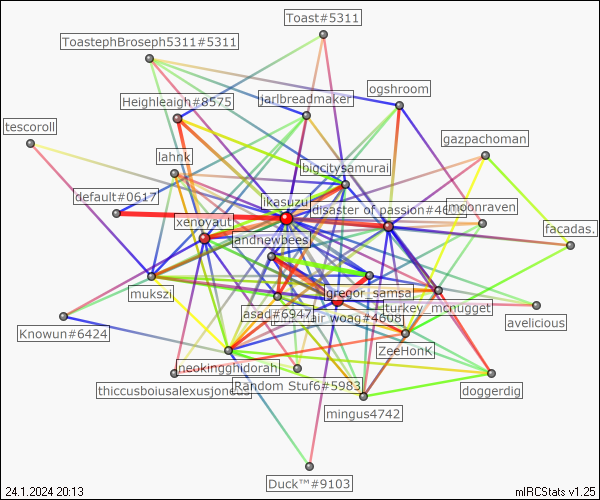 Toast#5311
ToastephBroseph5311#5311
ogshroom
Heighleigh#8575
jarlbreadmaker
tescoroll
gazpachoman
lahnk
bigcitysamurai
default#0617
ikasuzu
disaster of passion#46
moonraven
xenoyaut
facadas.
andnewbees
mukszi
gregor_samsa
turkey_mcnugget
asad#6947
air woag#4608
avelicious
Knowun#6424
ZeeHonK
neokingghidorah
thiccusboiusalexusjoneus
Random Stuf6#5983
doggerdig
mingus4742
Duck™#9103
24.1.2024 20:13
mIRCStats v1.25